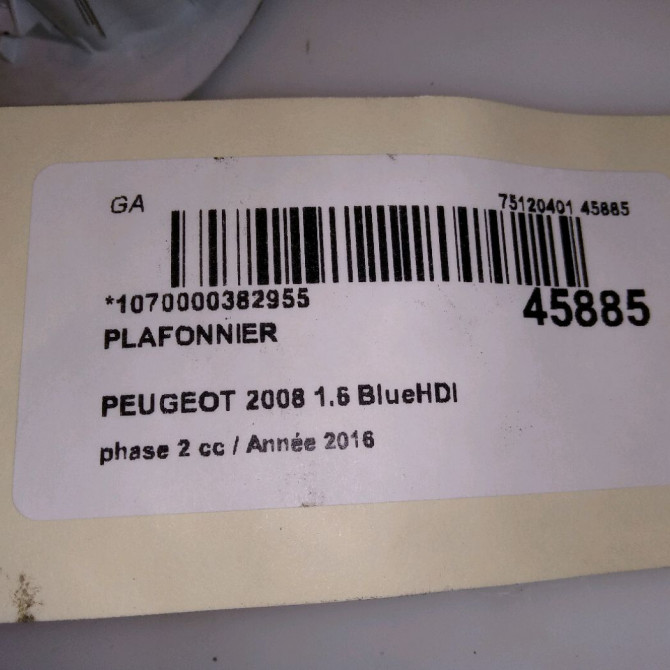 GA
75120401 45885
*1070000382955
45885
PLAFONNIER
PEUGEOT 2008 1.6 BlueHDI
phase 2 cc / Année 2016